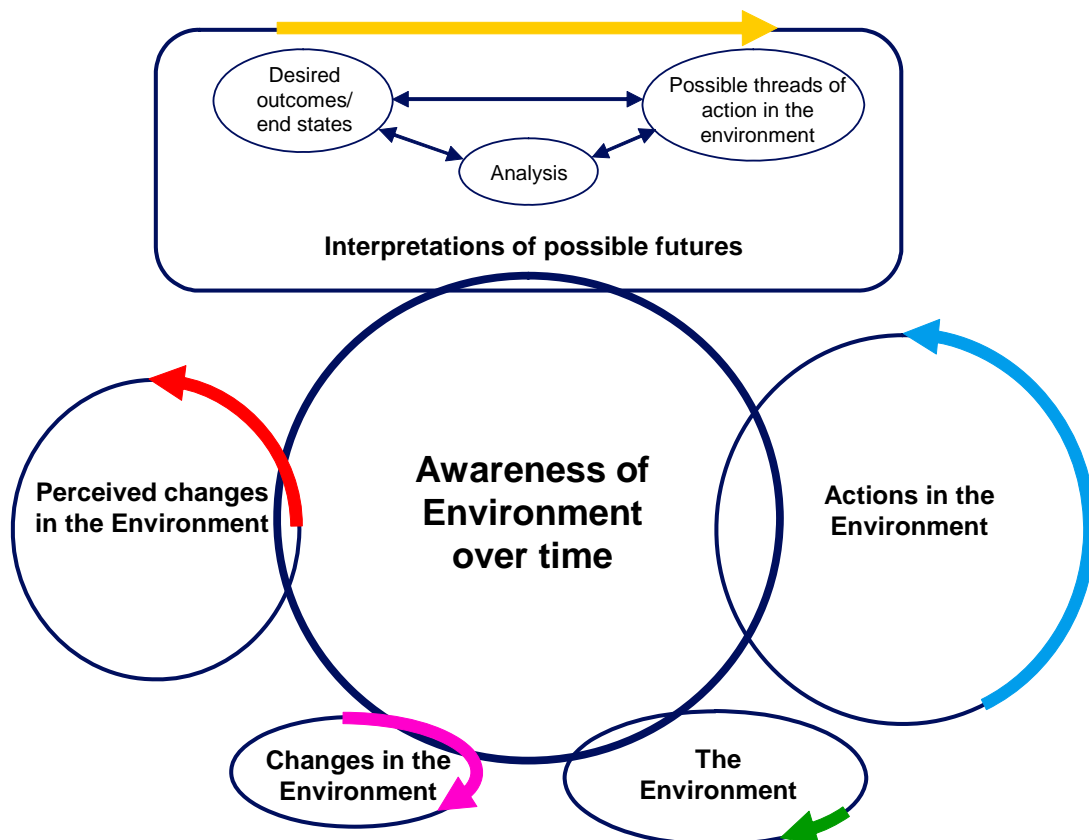 Desired
outcomes/
end states
Possible threads of
action in the
environment
Analysis
Interpretations of possible futures
Perceived changes
in the Environment
Awareness of
Environment
over time
Actions in the
Environment
Changes in the
Environment
The
Environment